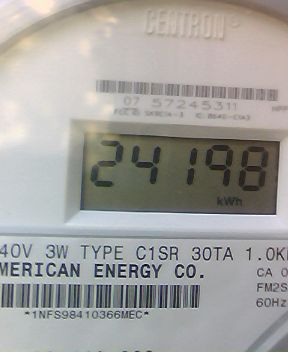 CENTRON®
07 57245311
24198
kWh
40V 3W TYPE C1SR 30TA 1.0K
MERICAN ENERGY CO.
CA 0
FM2S
60Hz
*1NFS98410366MEC*